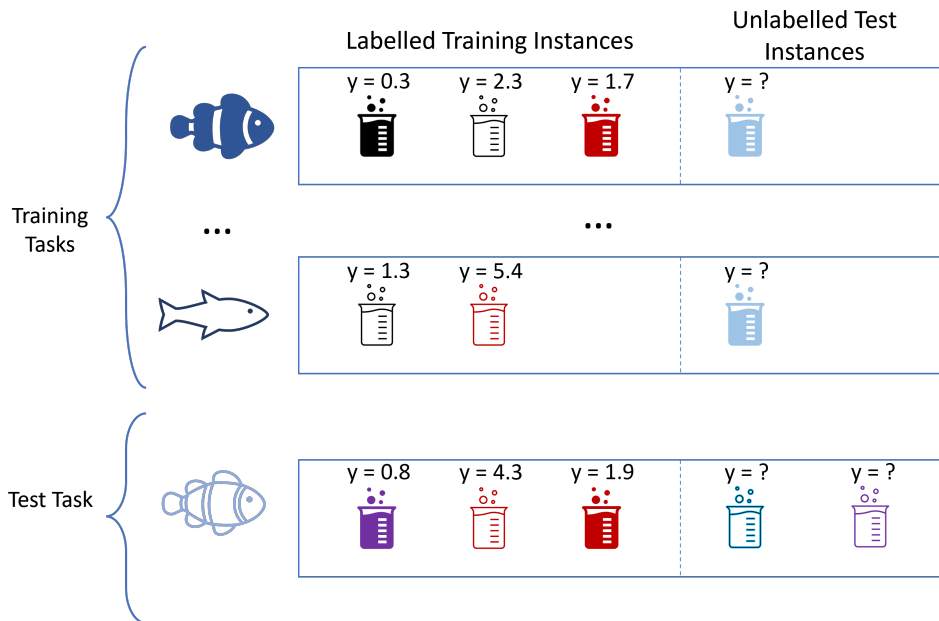 Labelled Training Instances
Unlabelled Test
Instances
y = 0.3
y = 2.3
y = 1.7
y = ?
Training
Tasks
...
...
y = 1.3
y = 5.4
y = ?
Test Task
y = 0.8
y = 4.3
y = 1.9
y = ?
y = ?